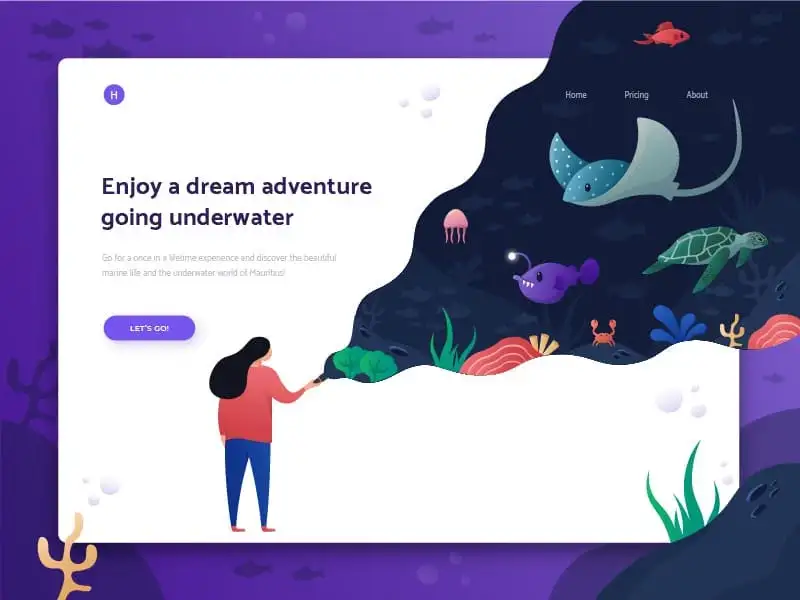 H
Home
Pricing
About
Enjoy a dream adventure
going underwater
Go for a once in a lifetime experience and discover the beautiful
marine life and the underwater world of Mauritius!
LET'S GO!